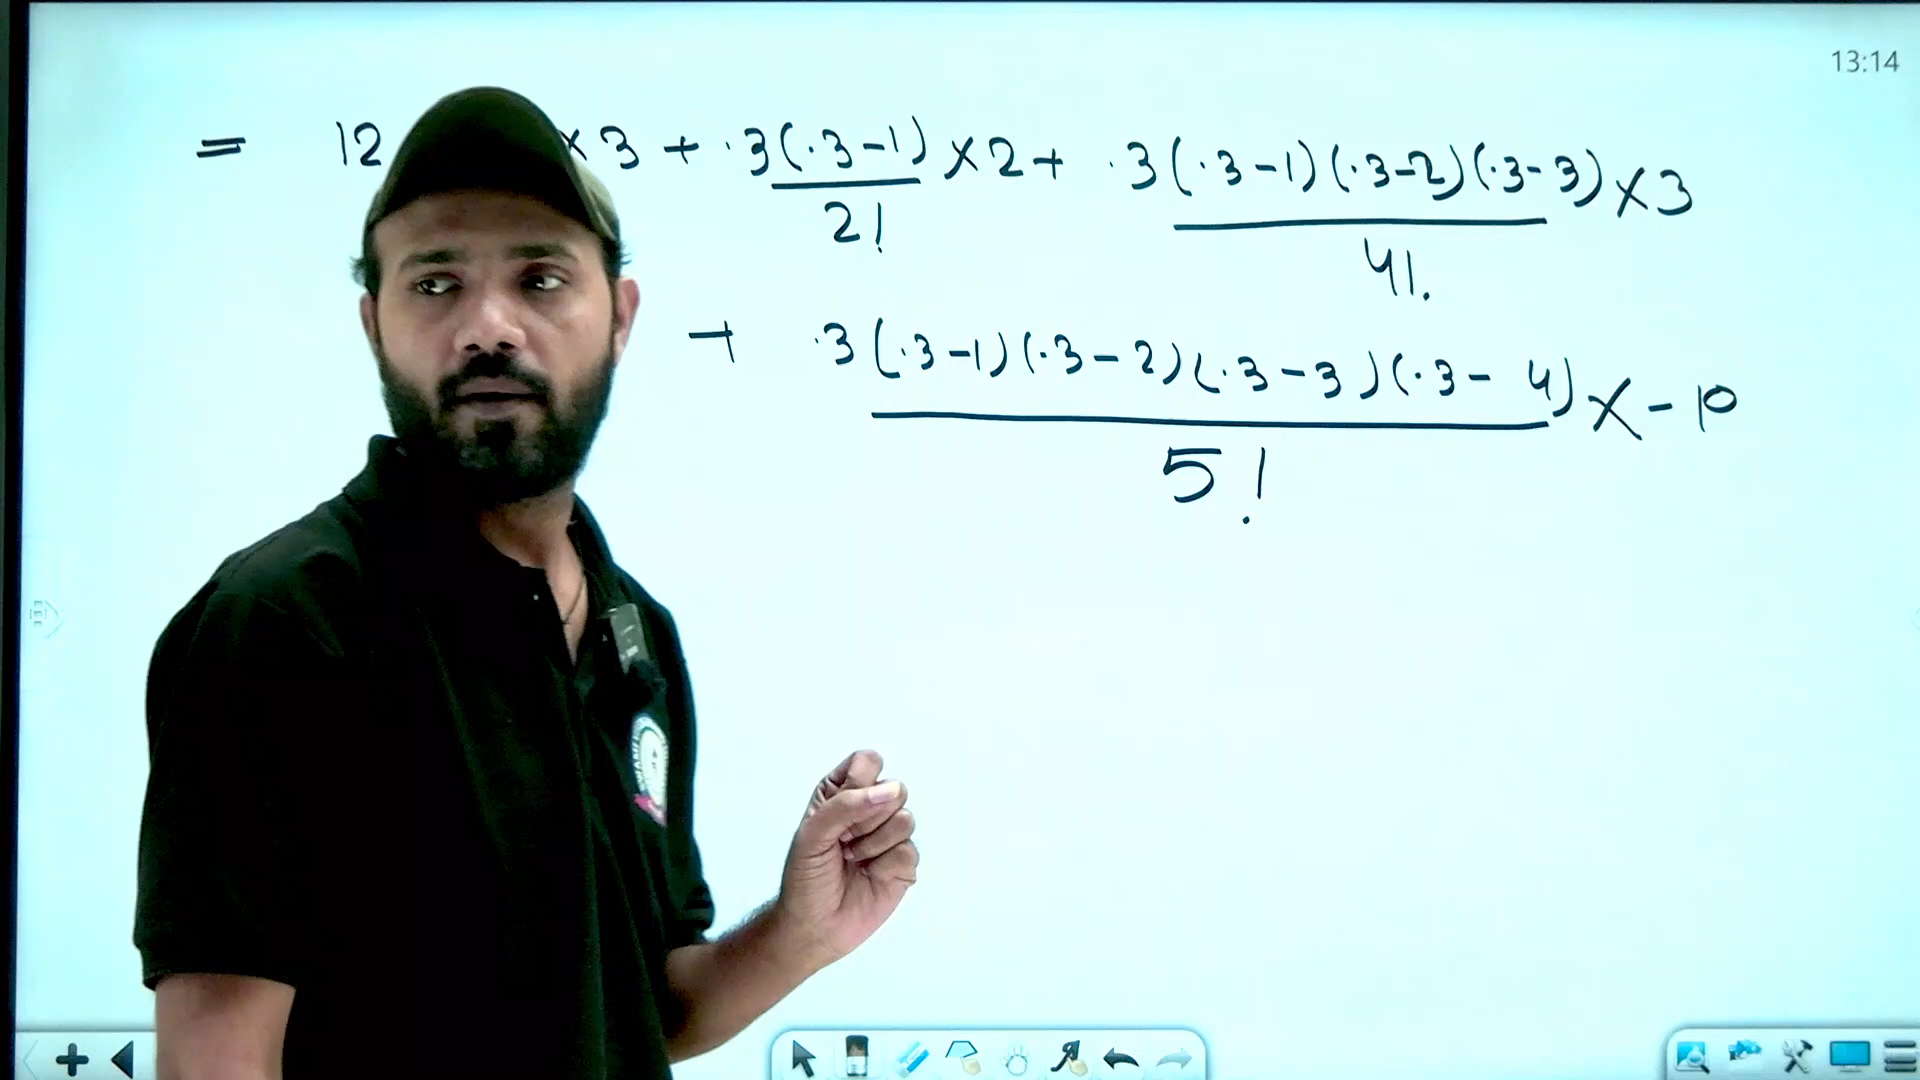 13:14
= 12 × 3 + .3(.3-1) × 2 + .3(.3-1)(.3-2)(.3-3) × 3
2! 4!.
+ .3(.3-1)(.3-2)(.3-3)(.3-4) × -10
5!